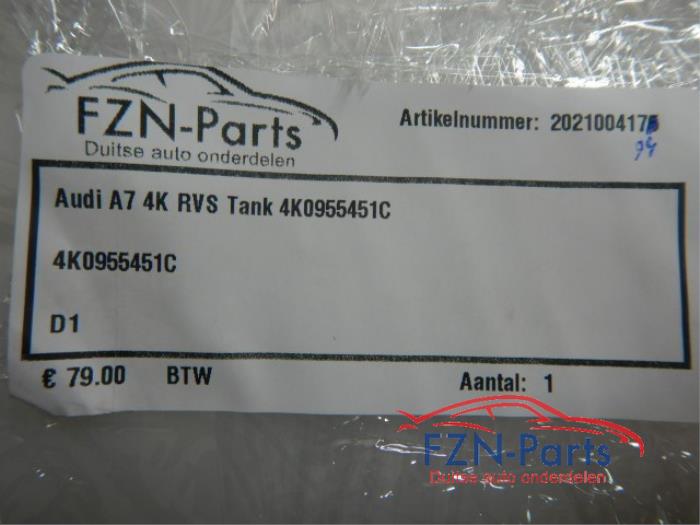 FZN-Parts
Duitse auto onderdelen
Artikelnummer: 2021004176
94
Audi A7 4K RVS Tank 4K0955451C
4K0955451C
D1
€ 79.00 BTW Aantal: 1
FZN-Parts
Duitse auto onderdelen